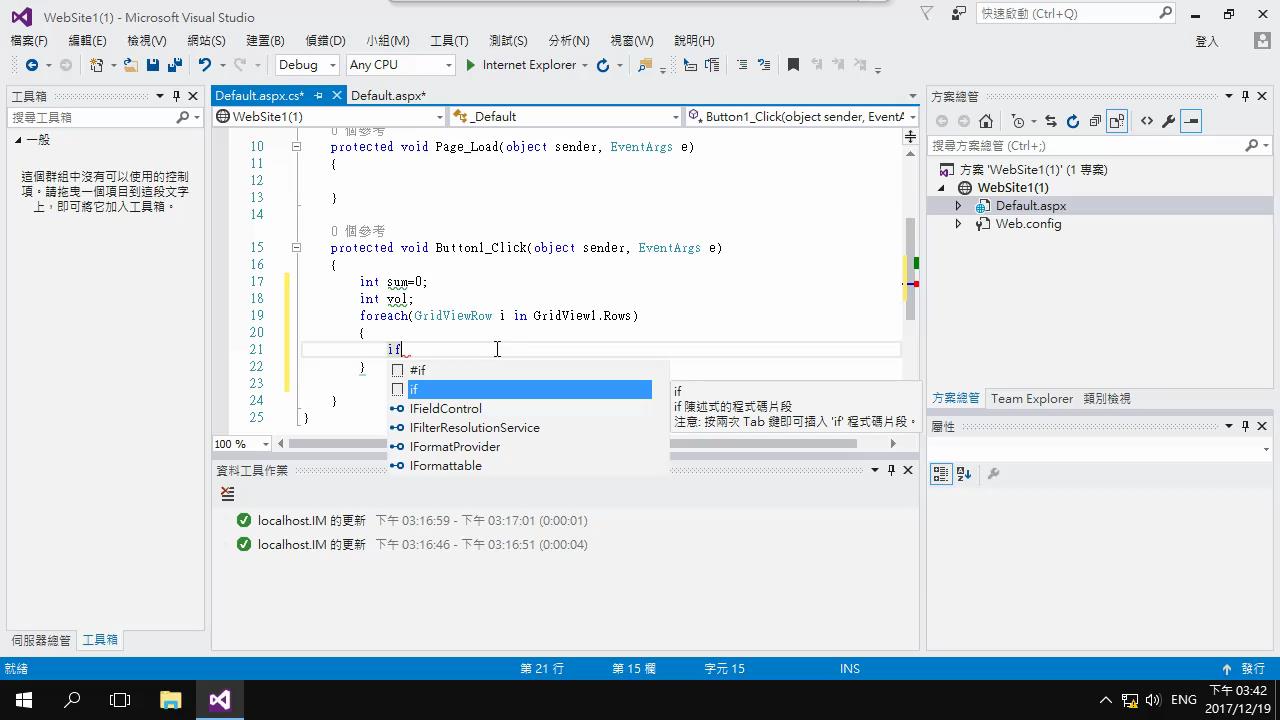 WebSite1(1) - Microsoft Visual Studio
快速啟動 (Ctrl+Q)
檔案(F) 編輯(E) 檢視(V) 網站(S) 建置(B) 偵錯(D) 小組(M) 工具(T) 測試(S) 分析(N) 視窗(W) 說明(H)
登入
Debug Any CPU Internet Explorer
工具箱
搜尋工具箱
一般
這個群組中沒有可以使用的控制
項。請拖曳一個項目到這段文字
上，即可將它加入工具箱。
伺服器總管 工具箱
Default.aspx.cs* Default.aspx*
WebSite1(1) _Default Button1_Click(object sender, EventA
0 個參考
10 protected void Page_Load(object sender, EventArgs e)
11 {
12
13 }
14
0 個參考
15 protected void Button1_Click(object sender, EventArgs e)
16 {
17 int sum=0;
18 int vol;
19 foreach(GridViewRow i in GridView1.Rows)
20 {
21 if
22 }
23
24 }
25 }
#if
if
IFieldControl
IFilterResolutionService
IFormatProvider
IFormattable
if
if 陳述式的程式碼片段
注意: 按兩次 Tab 鍵即可插入 'if' 程式碼片段。
100 %
資料工具作業
localhost.IM 的更新 下午 03:16:59 - 下午 03:17:01 (0:00:01)
localhost.IM 的更新 下午 03:16:46 - 下午 03:16:51 (0:00:04)
方案總管
搜尋方案總管 (Ctrl+;)
方案 'WebSite1(1)' (1 專案)
WebSite1(1)
Default.aspx
Web.config
方案總管 Team Explorer 類別檢視
屬性
就緒 第 21 行 第 15 欄 字元 15 INS 發行
ENG 下午 03:42
2017/12/19